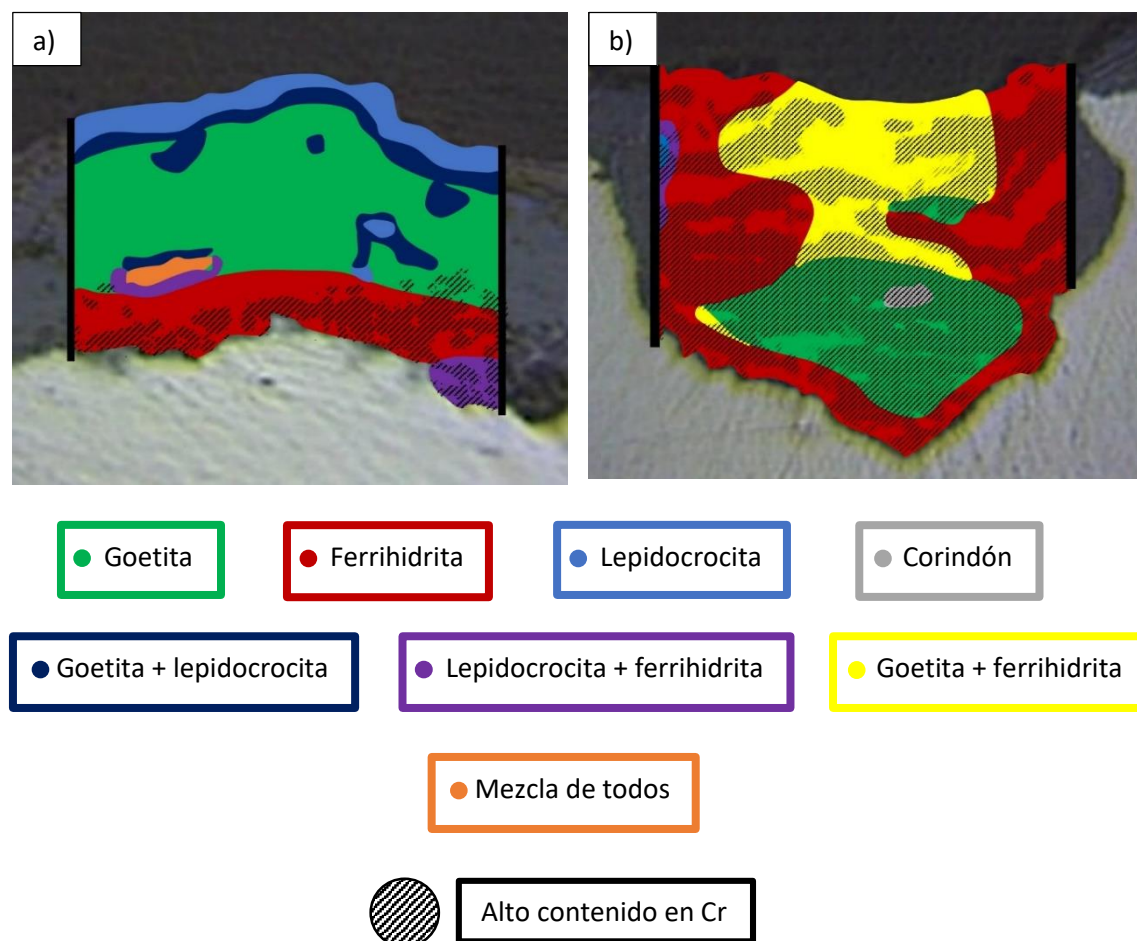 a)
b)
Goetita
Ferrihidrita
Lepidocrocita
Corindón
Goetita + lepidocrocita
Lepidocrocita + ferrihidrita
Goetita + ferrihidrita
Mezcla de todos
Alto contenido en Cr